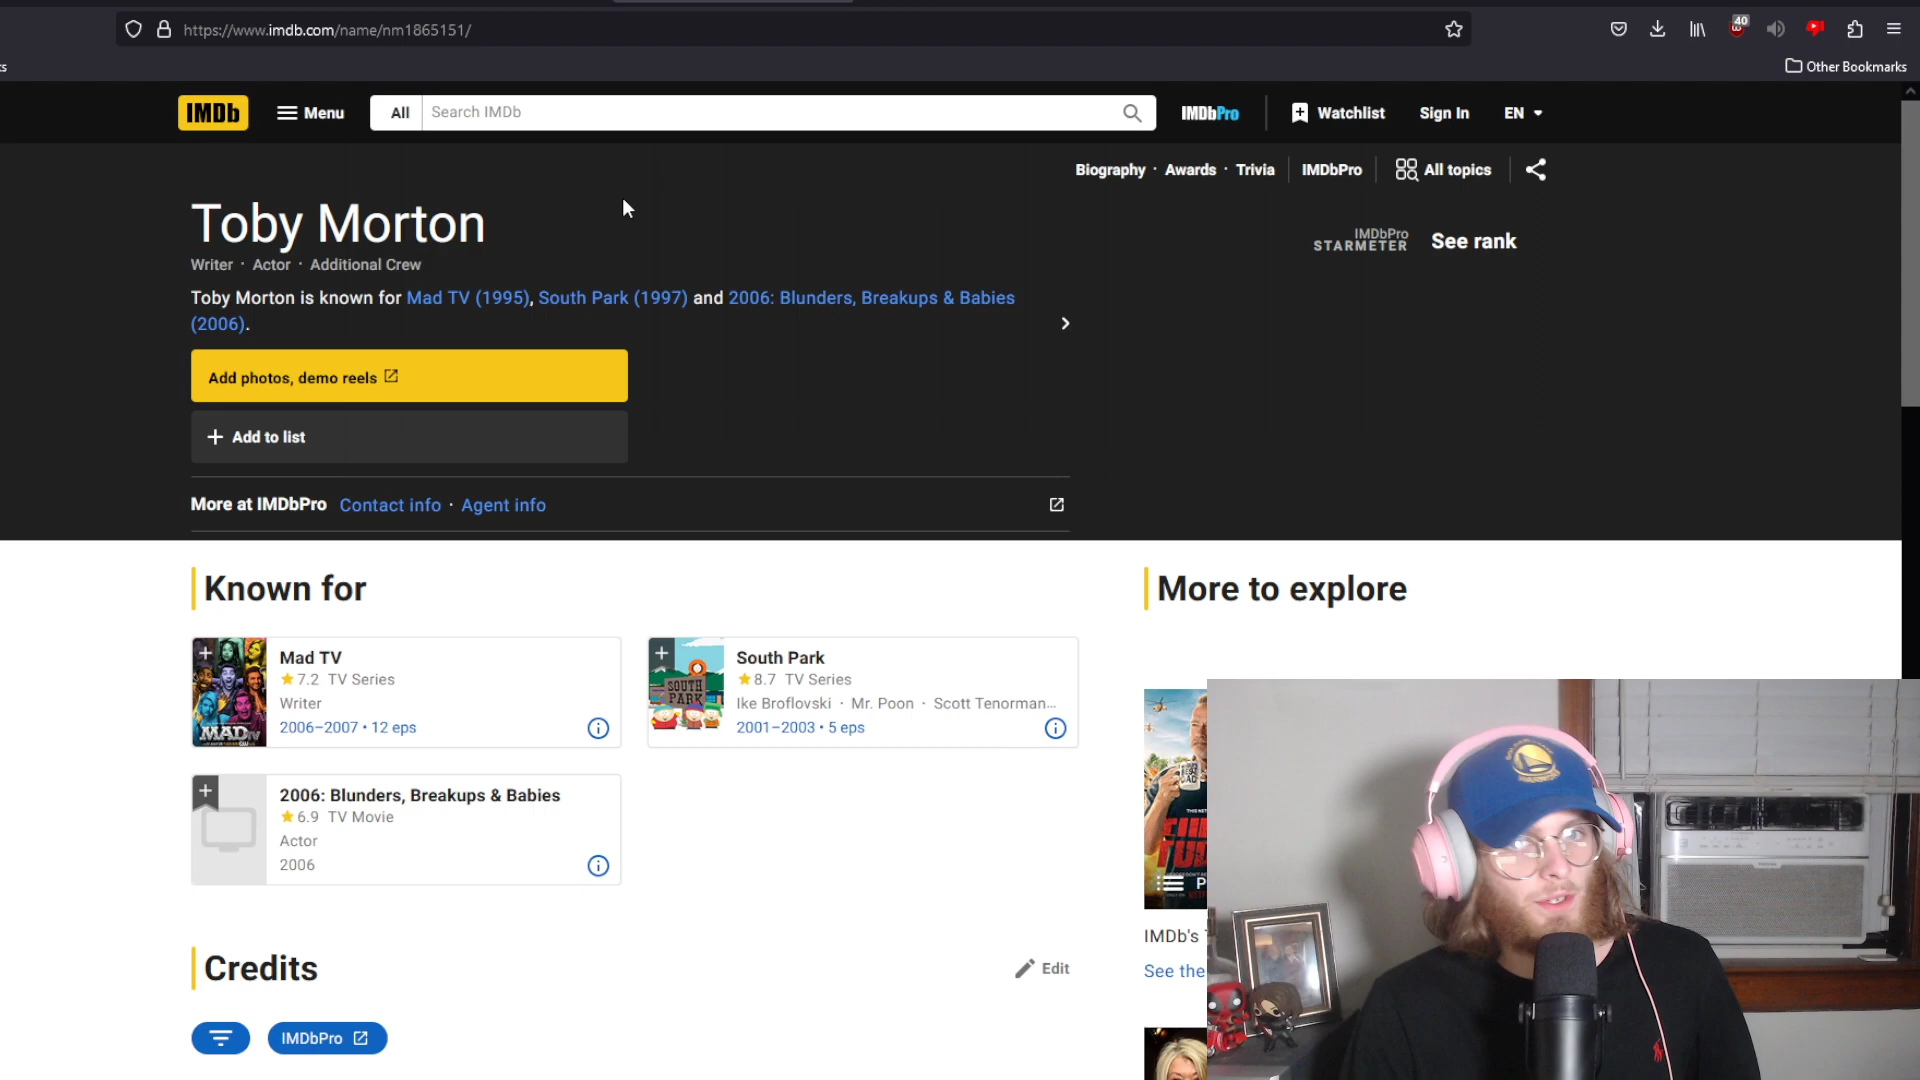 https://www.imdb.com/name/nm1865151/
40
Other Bookmarks
IMDb Menu All Search IMDb IMDbPro Watchlist Sign In EN
Biography · Awards · Trivia IMDbPro All topics
Toby Morton
IMDbPro
STARMETER See rank
Writer · Actor · Additional Crew
Toby Morton is known for Mad TV (1995), South Park (1997) and 2006: Blunders, Breakups & Babies
(2006).
Add photos, demo reels
Add to list
More at IMDbPro Contact info · Agent info
Known for
More to explore
Mad TV
7.2 TV Series
Writer
2006–2007 • 12 eps
MAD
South Park
8.7 TV Series
Ike Broflovski · Mr. Poon · Scott Tenorman...
2001–2003 • 5 eps
SOUTH
PARK
2006: Blunders, Breakups & Babies
6.9 TV Movie
Actor
2006
P
IMDb's
See the
Credits
Edit
IMDbPro